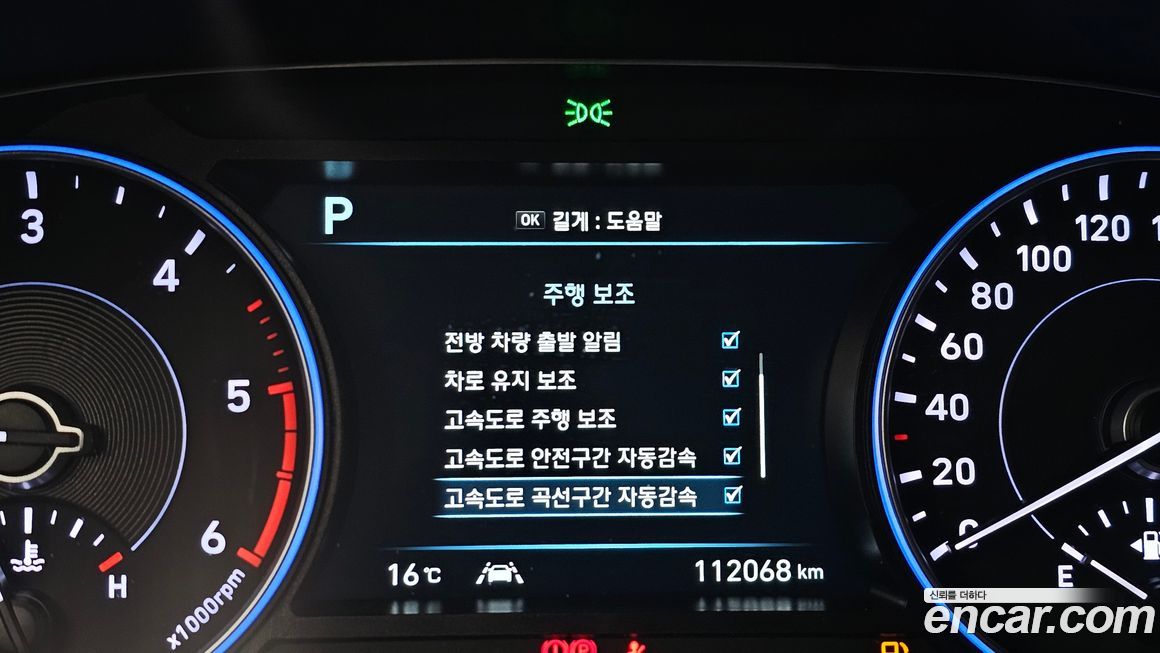 P
OK 길게 : 도움말
주행 보조
전방 차량 출발 알림
차로 유지 보조
고속도로 주행 보조
고속도로 안전구간 자동감속
고속도로 곡선구간 자동감속
16℃
112068 km
3
4
5
6
x1000rpm
H
120
100
80
60
40
20
0
E
신뢰를 더하다
encar.com